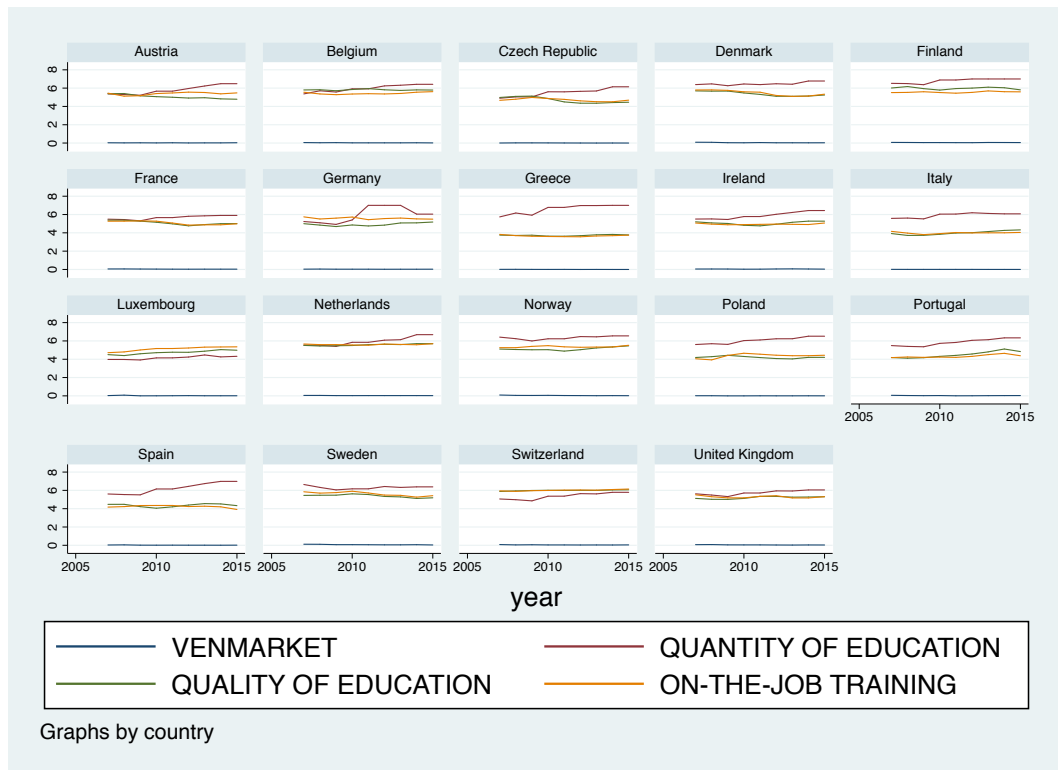 Austria Belgium Czech Republic Denmark Finland
8
6
4
2
0
France Germany Greece Ireland Italy
8
6
4
2
0
Luxembourg Netherlands Norway Poland Portugal
8
6
4
2
0
2005 2010 2015
Spain Sweden Switzerland United Kingdom
8
6
4
2
0
2005 2010 2015 2005 2010 2015 2005 2010 2015 2005 2010 2015
year
VENMARKET QUANTITY OF EDUCATION
QUALITY OF EDUCATION ON-THE-JOB TRAINING
Graphs by country